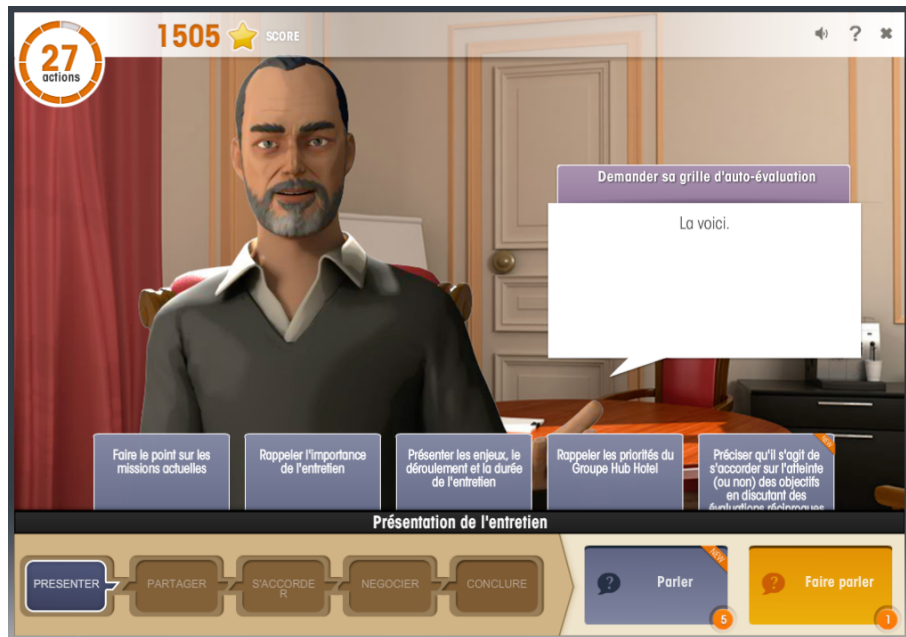 27
actions
1505 SCORE
? ✖
Demander sa grille d'auto-évaluation
La voici.
Faire le point sur les
missions actuelles
Rappeler l'importance
de l'entretien
Présenter les enjeux, le
déroulement et la durée
de l'entretien
Rappeler les priorités du
Groupe Hub Hotel
NEW
Préciser qu'il s'agit de
s'accorder sur l'atteinte
(ou non) des objectifs
en discutant des
évaluations réciproques
Présentation de l'entretien
PRESENTER
PARTAGER
S'ACCORDE
R
NEGOCIER
CONCLURE
? Parler
NEW
5
? Faire parler
1